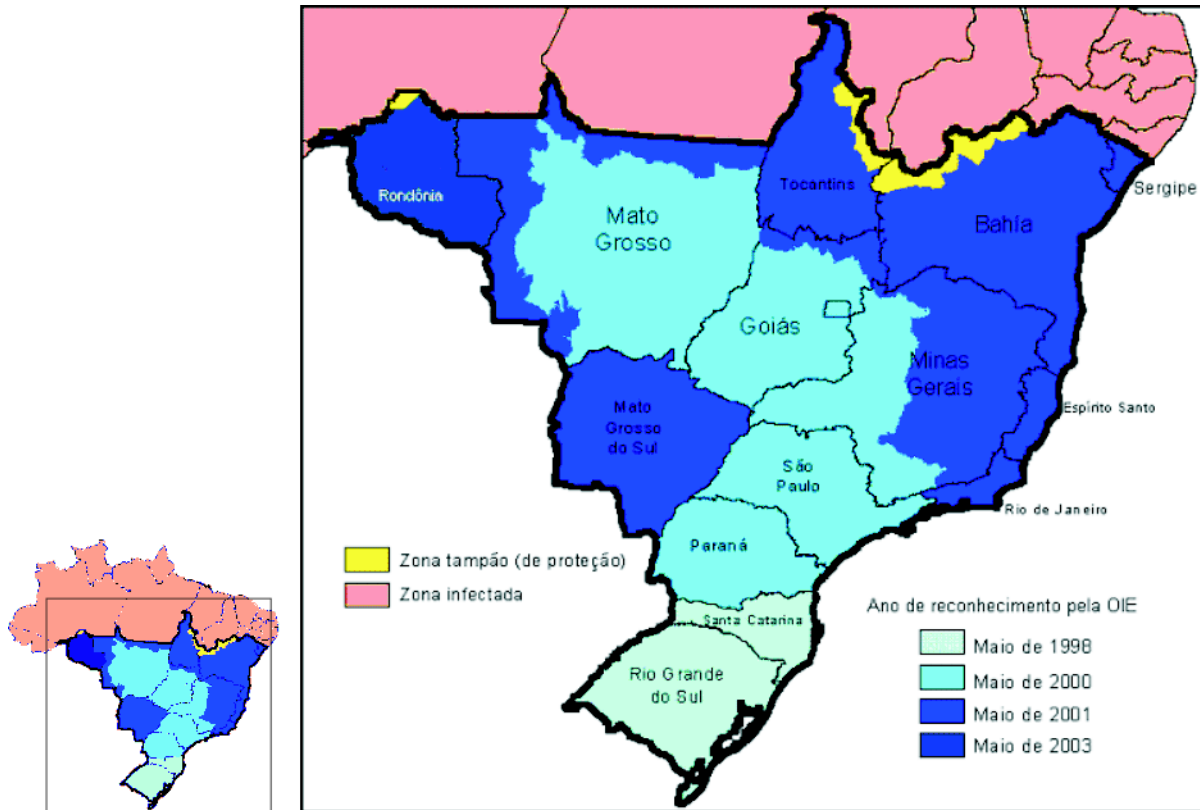 Rondônia
Mato
Grosso
Tocantins
Bahía
Sergipe
Goiás
Minas
Gerais
Mato
Grosso
do Sul
Espírito Santo
São
Paulo
Rio de Janeiro
Paraná
Santa Catarina
Rio Grande
do Sul
Zona tampão (de proteção)
Zona infectada
Ano de reconhecimento pela OIE
Maio de 1998
Maio de 2000
Maio de 2001
Maio de 2003